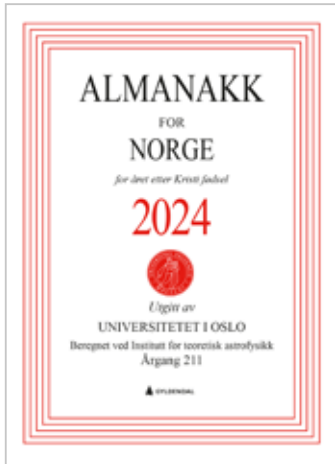 ALMANAKK
FOR
NORGE
for året etter Kristi fødsel
2024
Utgitt av
UNIVERSITETET I OSLO
Beregnet ved Institutt for teoretisk astrofysikk
Årgang 211
GYLDENDAL